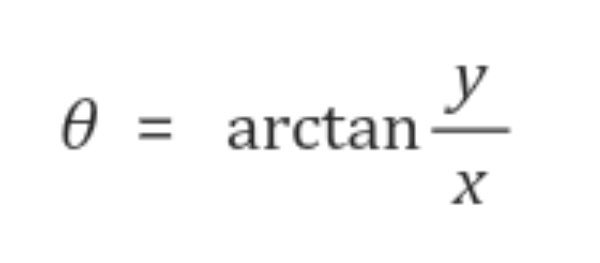 θ = arctan y/x